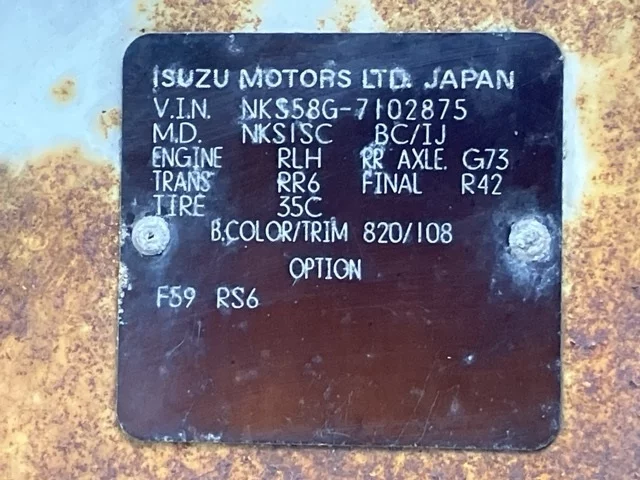 ISUZU MOTORS LTD. JAPAN
V.I.N. NKS58G-7102875
M.D. NKS1SC BC/IJ
ENGINE RLH RR AXLE. G73
TRANS RR6 FINAL R42
TIRE 35C
B.COLOR/TRIM 820/108
OPTION
F59 RS6